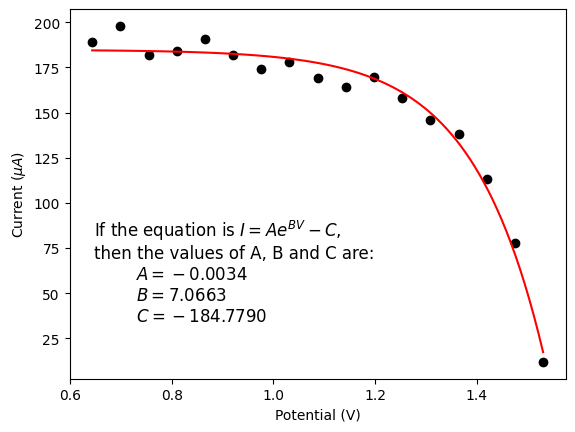 200
175
150
125
100
75
50
25
Current (μA)
If the equation is I = Ae^{BV} − C,
then the values of A, B and C are:
A = −0.0034
B = 7.0663
C = −184.7790
0.6 0.8 1.0 1.2 1.4
Potential (V)